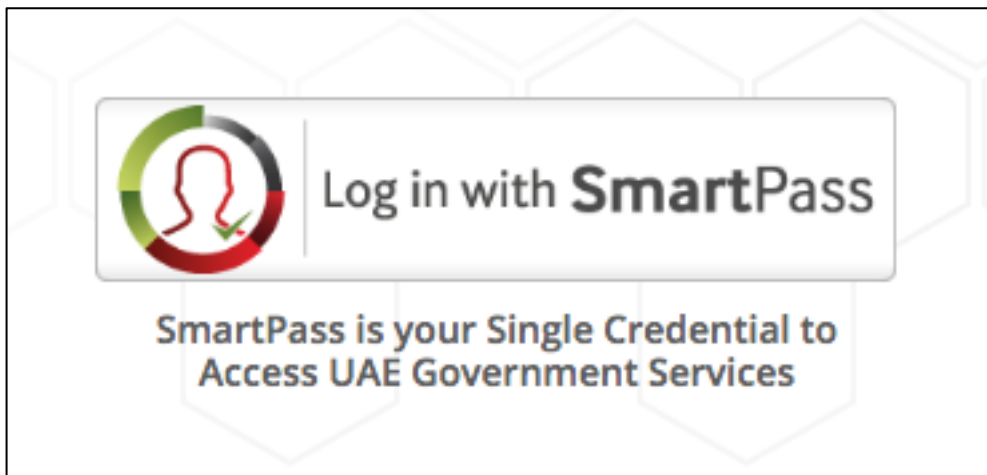 Log in with SmartPass
SmartPass is your Single Credential to
Access UAE Government Services